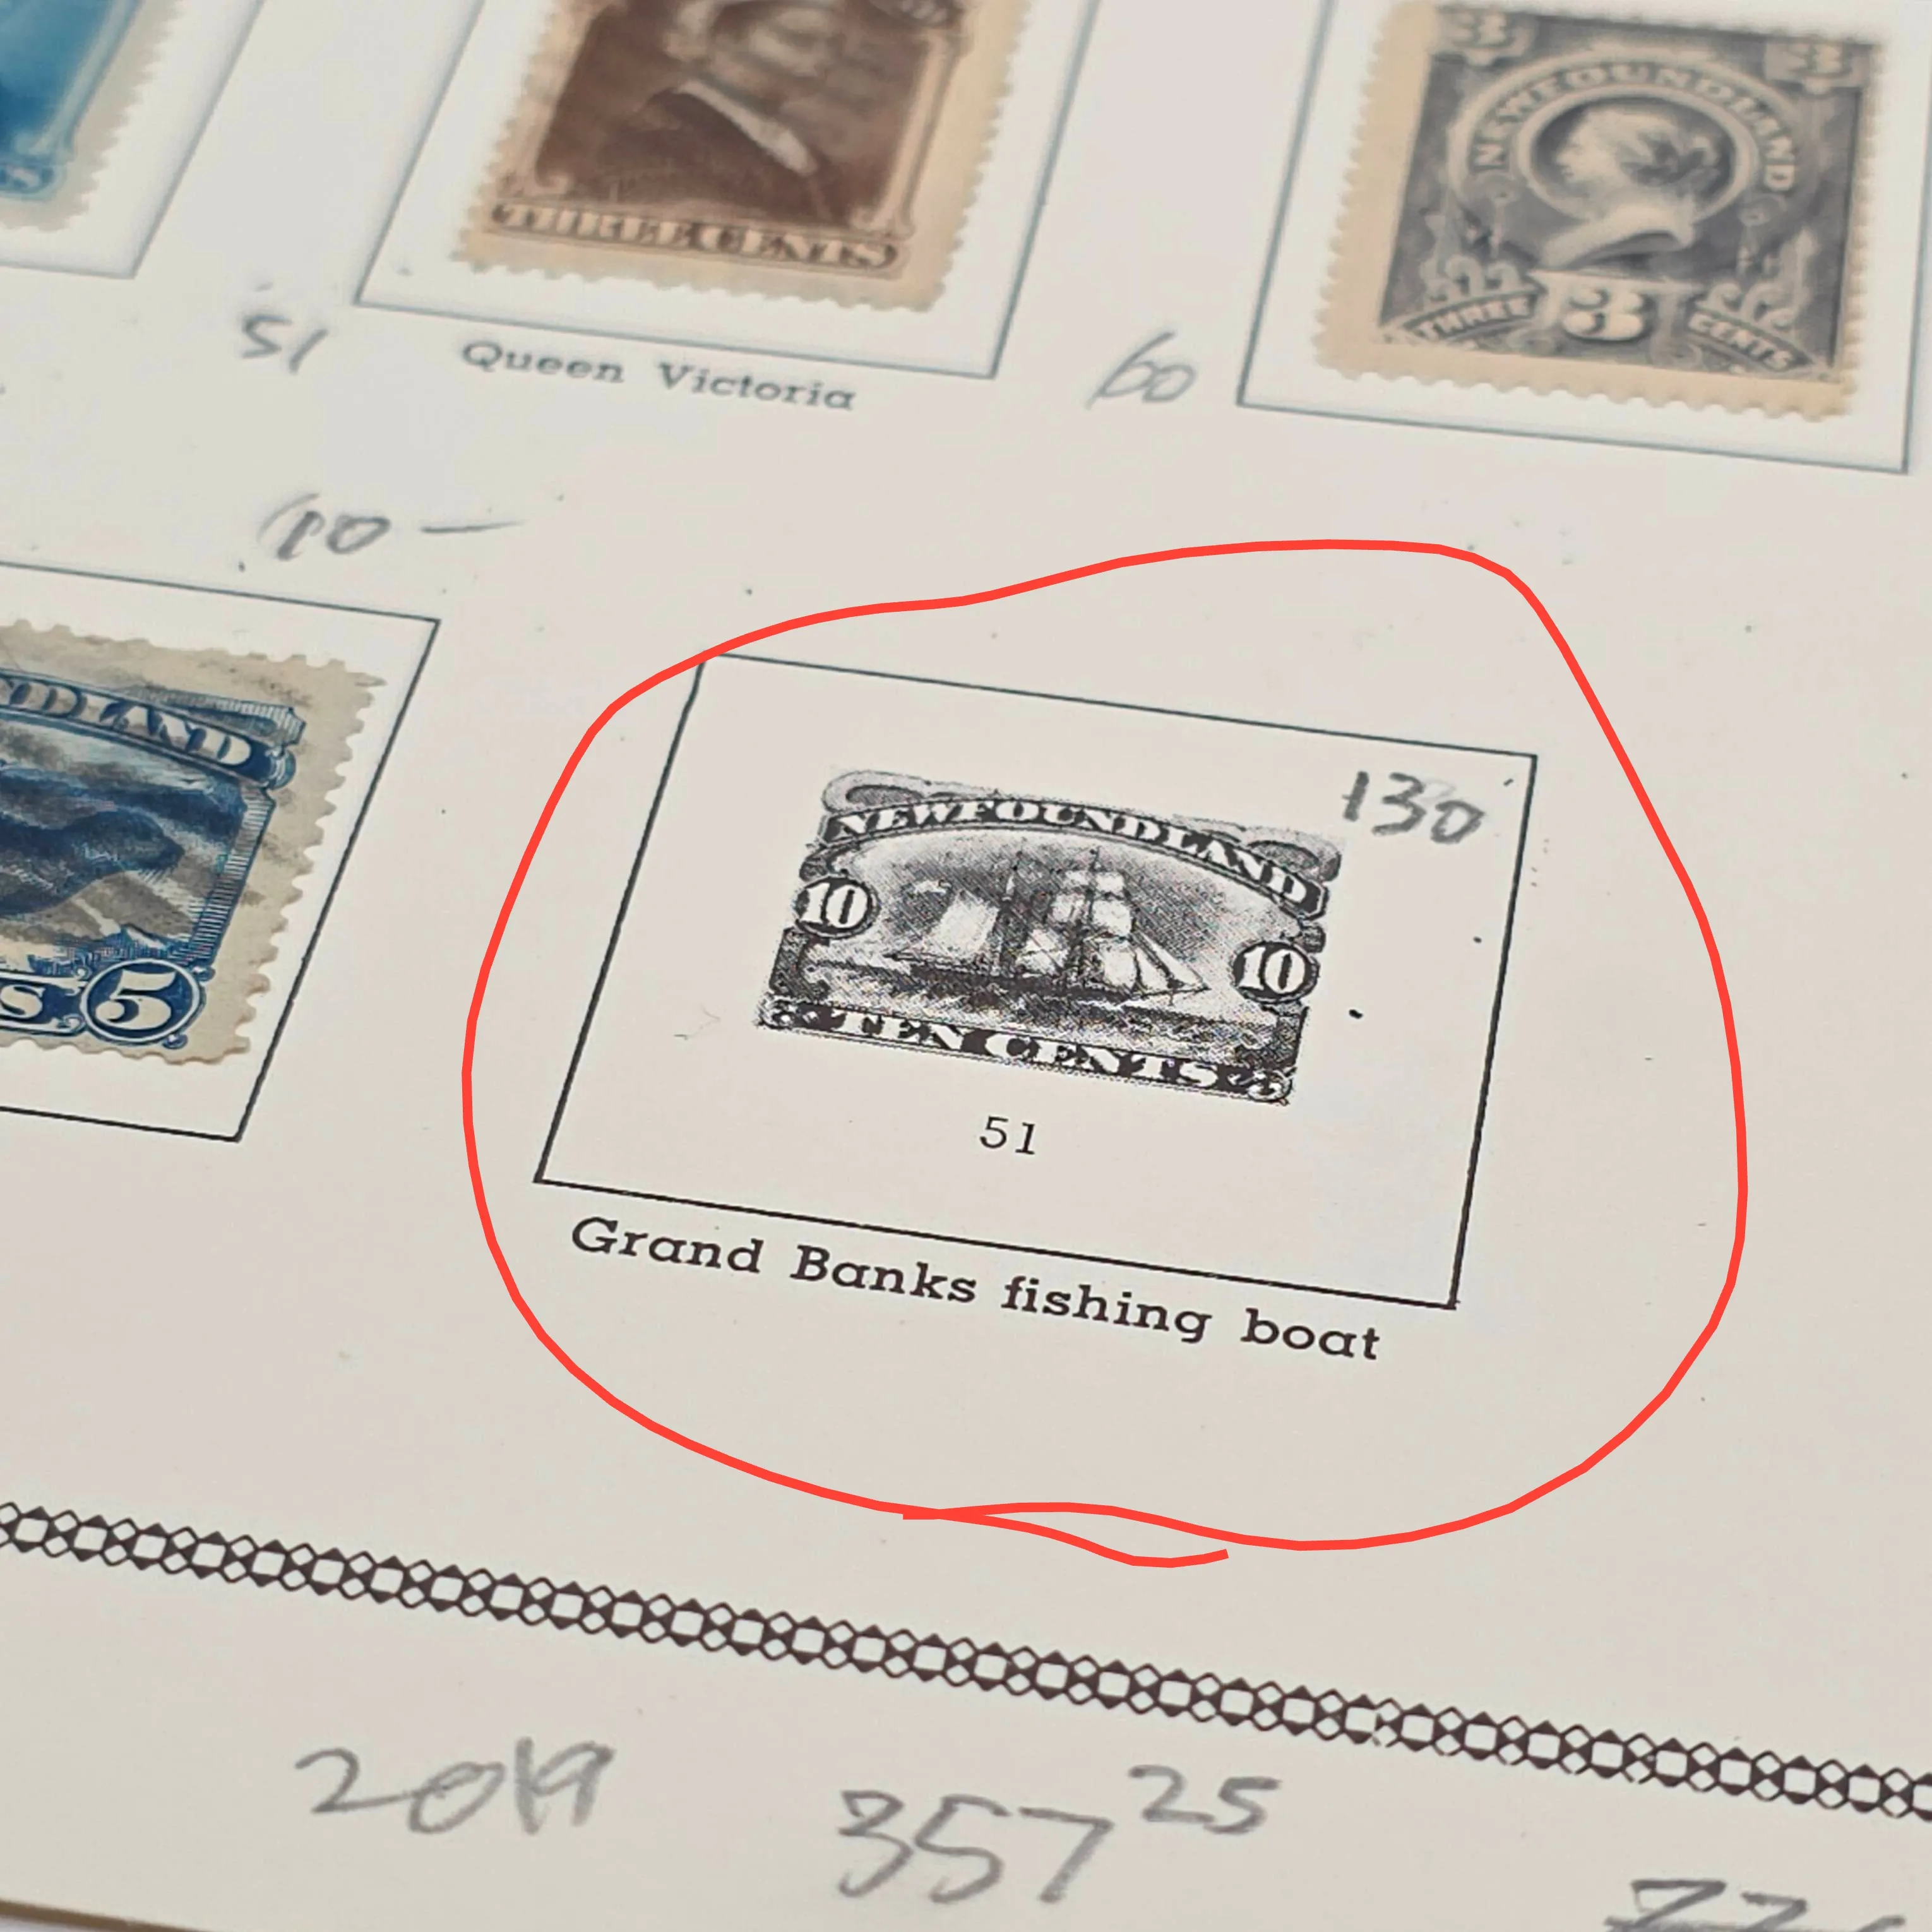 THREE CENTS
NEWFOUNDLAND
THREE 3 CENTS
51
Queen Victoria
60
10 —
130
NEWFOUNDLAND
10
10
TEN CENTS
51
5
Grand Banks fishing boat
2019
357 25